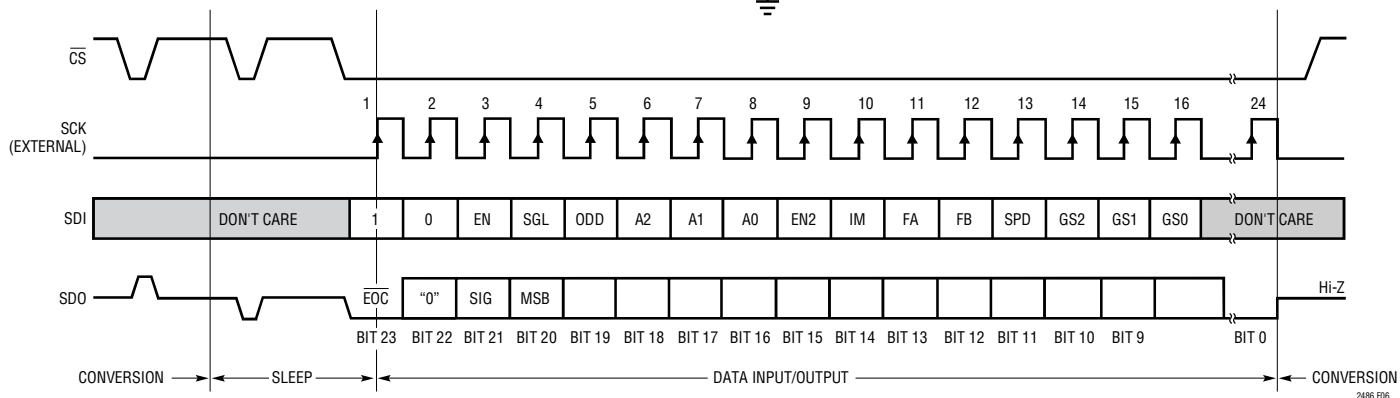 CS
1 2 3 4 5 6 7 8 9 10 11 12 13 14 15 16 24
SCK
(EXTERNAL)
SDI DON'T CARE 1 0 EN SGL ODD A2 A1 A0 EN2 IM FA FB SPD GS2 GS1 GS0 DON'T CARE
SDO EOC "0" SIG MSB Hi-Z
BIT 23 BIT 22 BIT 21 BIT 20 BIT 19 BIT 18 BIT 17 BIT 16 BIT 15 BIT 14 BIT 13 BIT 12 BIT 11 BIT 10 BIT 9 BIT 0
CONVERSION SLEEP DATA INPUT/OUTPUT CONVERSION
2486 F06